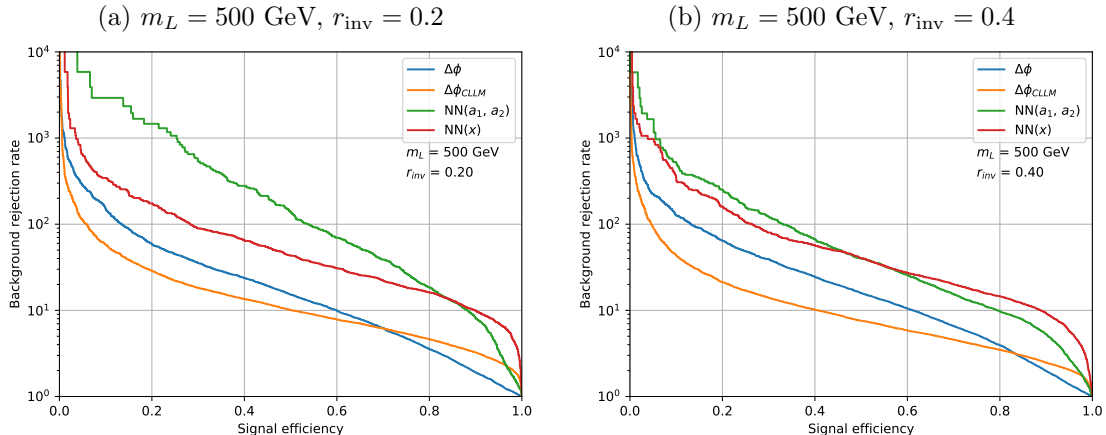 (a) m_L = 500 GeV, r_inv = 0.2
10^4
10^3
10^2
10^1
10^0
Background rejection rate
0.0 0.2 0.4 0.6 0.8 1.0
Signal efficiency
Δϕ
Δϕ_CLLM
NN(a_1, a_2)
NN(x)
m_L = 500 GeV
r_inv = 0.20
(b) m_L = 500 GeV, r_inv = 0.4
10^4
10^3
10^2
10^1
10^0
Background rejection rate
0.0 0.2 0.4 0.6 0.8 1.0
Signal efficiency
Δϕ
Δϕ_CLLM
NN(a_1, a_2)
NN(x)
m_L = 500 GeV
r_inv = 0.40